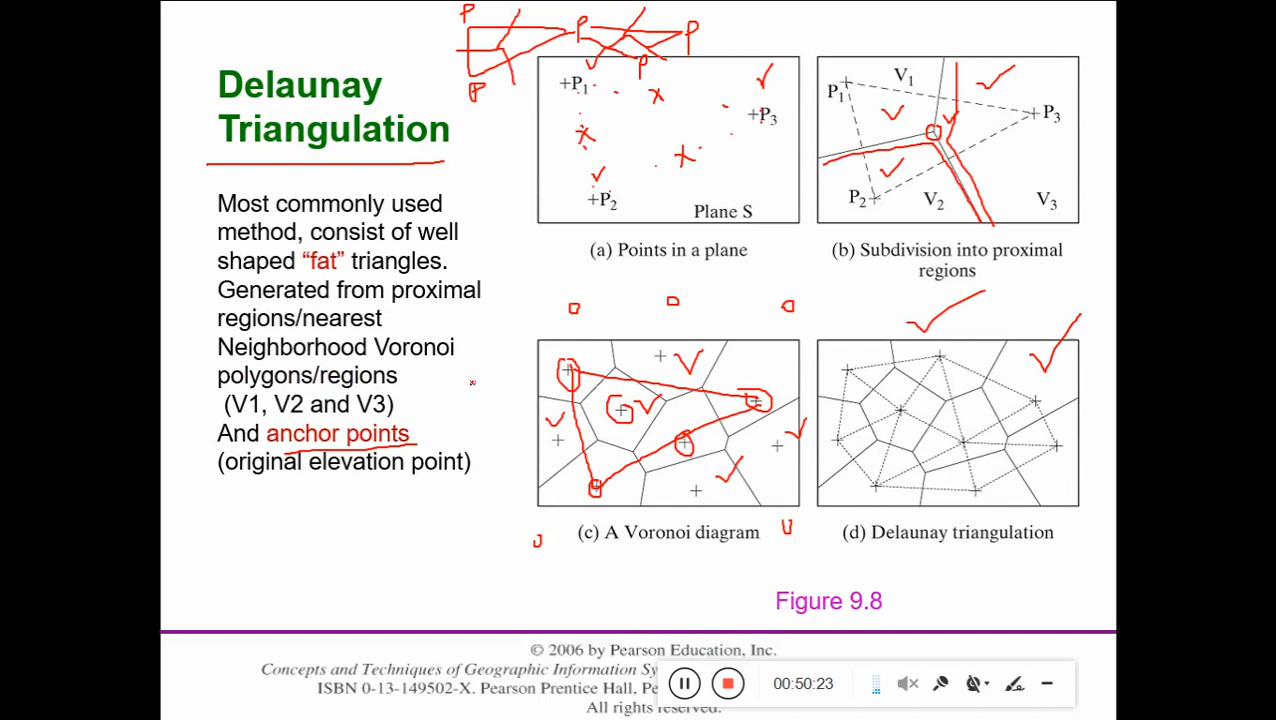 P
P
P
P
P
Delaunay
Triangulation
Most commonly used
method, consist of well
shaped “fat” triangles.
Generated from proximal
regions/nearest
Neighborhood Voronoi
polygons/regions
(V1, V2 and V3)
And anchor points
(original elevation point)
+P1
+P3
+P2
Plane S
(a) Points in a plane
V1
P1
P3
P2
V2
V3
(b) Subdivision into proximal
regions
(c) A Voronoi diagram
(d) Delaunay triangulation
Figure 9.8
© 2006 by Pearson Education, Inc.
Concepts and Techniques of Geographic Information Sy
ISBN 0-13-149502-X. Pearson Prentice Hall, Pe
All rights reserved.
00:50:23